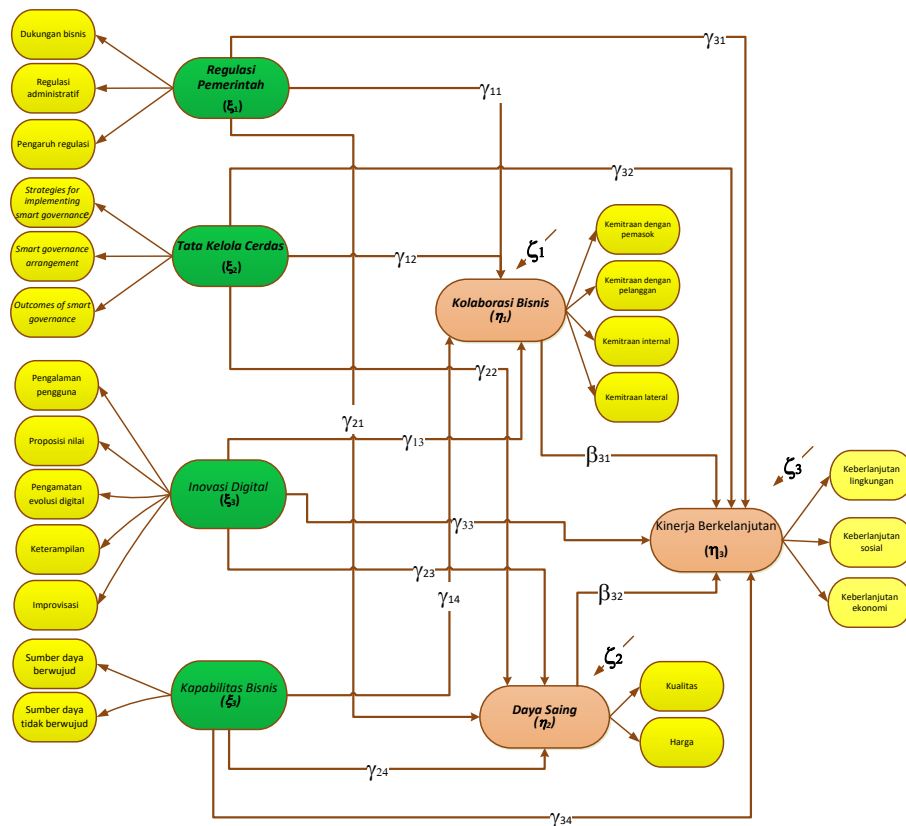 Dukungan bisnis
Regulasi
administratif
Pengaruh regulasi
Regulasi
Pemerintah
(ξ₁)
γ₃₁
γ₁₁
Strategies for
implementing
smart governance
Smart governance
arrangement
Outcomes of smart
governance
Tata Kelola Cerdas
(ξ₂)
γ₃₂
γ₁₂
γ₂₂
γ₂₁
ζ₁
Kolaborasi Bisnis
(η₁)
Kemitraan dengan
pemasok
Kemitraan dengan
pelanggan
Kemitraan internal
Kemitraan lateral
Pengalaman
pengguna
Proposisi nilai
Pengamatan
evolusi digital
Keterampilan
Improvisasi
Inovasi Digital
(ξ₃)
γ₁₃
γ₃₃
γ₂₃
γ₁₄
β₃₁
β₃₂
ζ₃
Kinerja Berkelanjutan
(η₃)
Keberlanjutan
lingkungan
Keberlanjutan
sosial
Keberlanjutan
ekonomi
Sumber daya
berwujud
Sumber daya
tidak berwujud
Kapabilitas Bisnis
(ξ₃)
γ₂₄
γ₃₄
ζ₂
Daya Saing
(η₂)
Kualitas
Harga